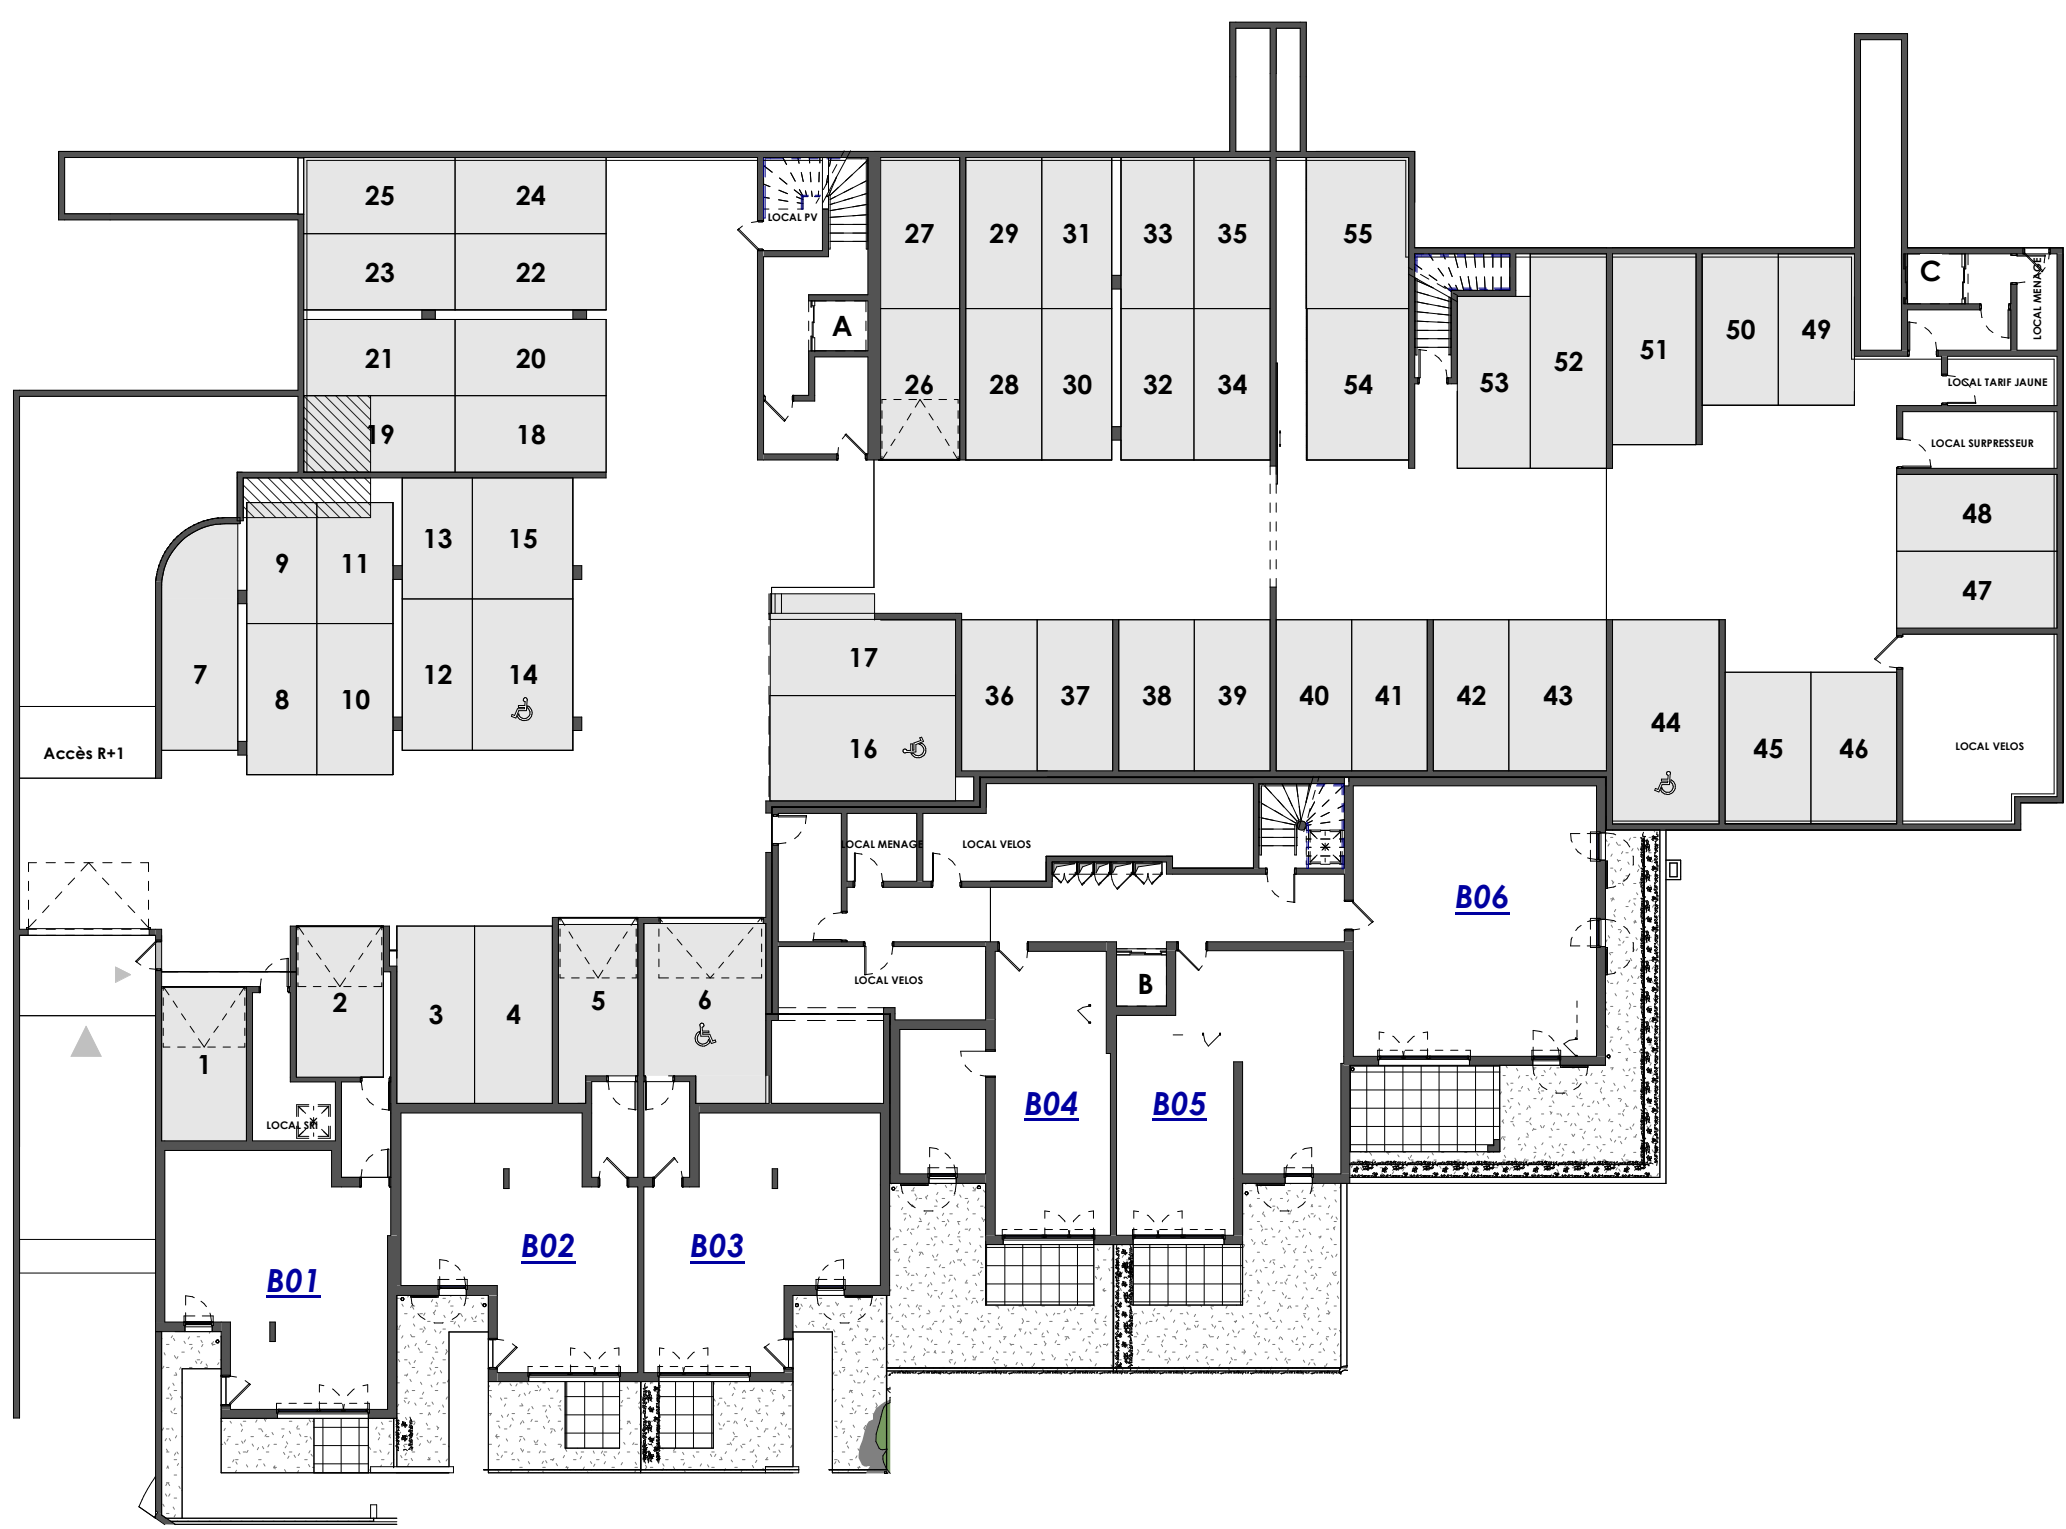 25 24
LOCAL PV
27 29 31 33 35 55
23 22
C
LOCAL MENAGE
A
50 49
21 20
51
52
26 28 30 32 34 54 53
LOCAL TARIF JAUNE
19 18
LOCAL SURPRESSEUR
48
13 15
9 11
47
17
7 12 14
8 10
36 37 38 39 40 41 42 43
44
16
45 46
LOCAL VELOS
Accès R+1
LOCAL MENAGE LOCAL VELOS
B06
LOCAL VELOS
B
2 3 4 5 6
1
B04 B05
LOCAL SKI
B02 B03
B01